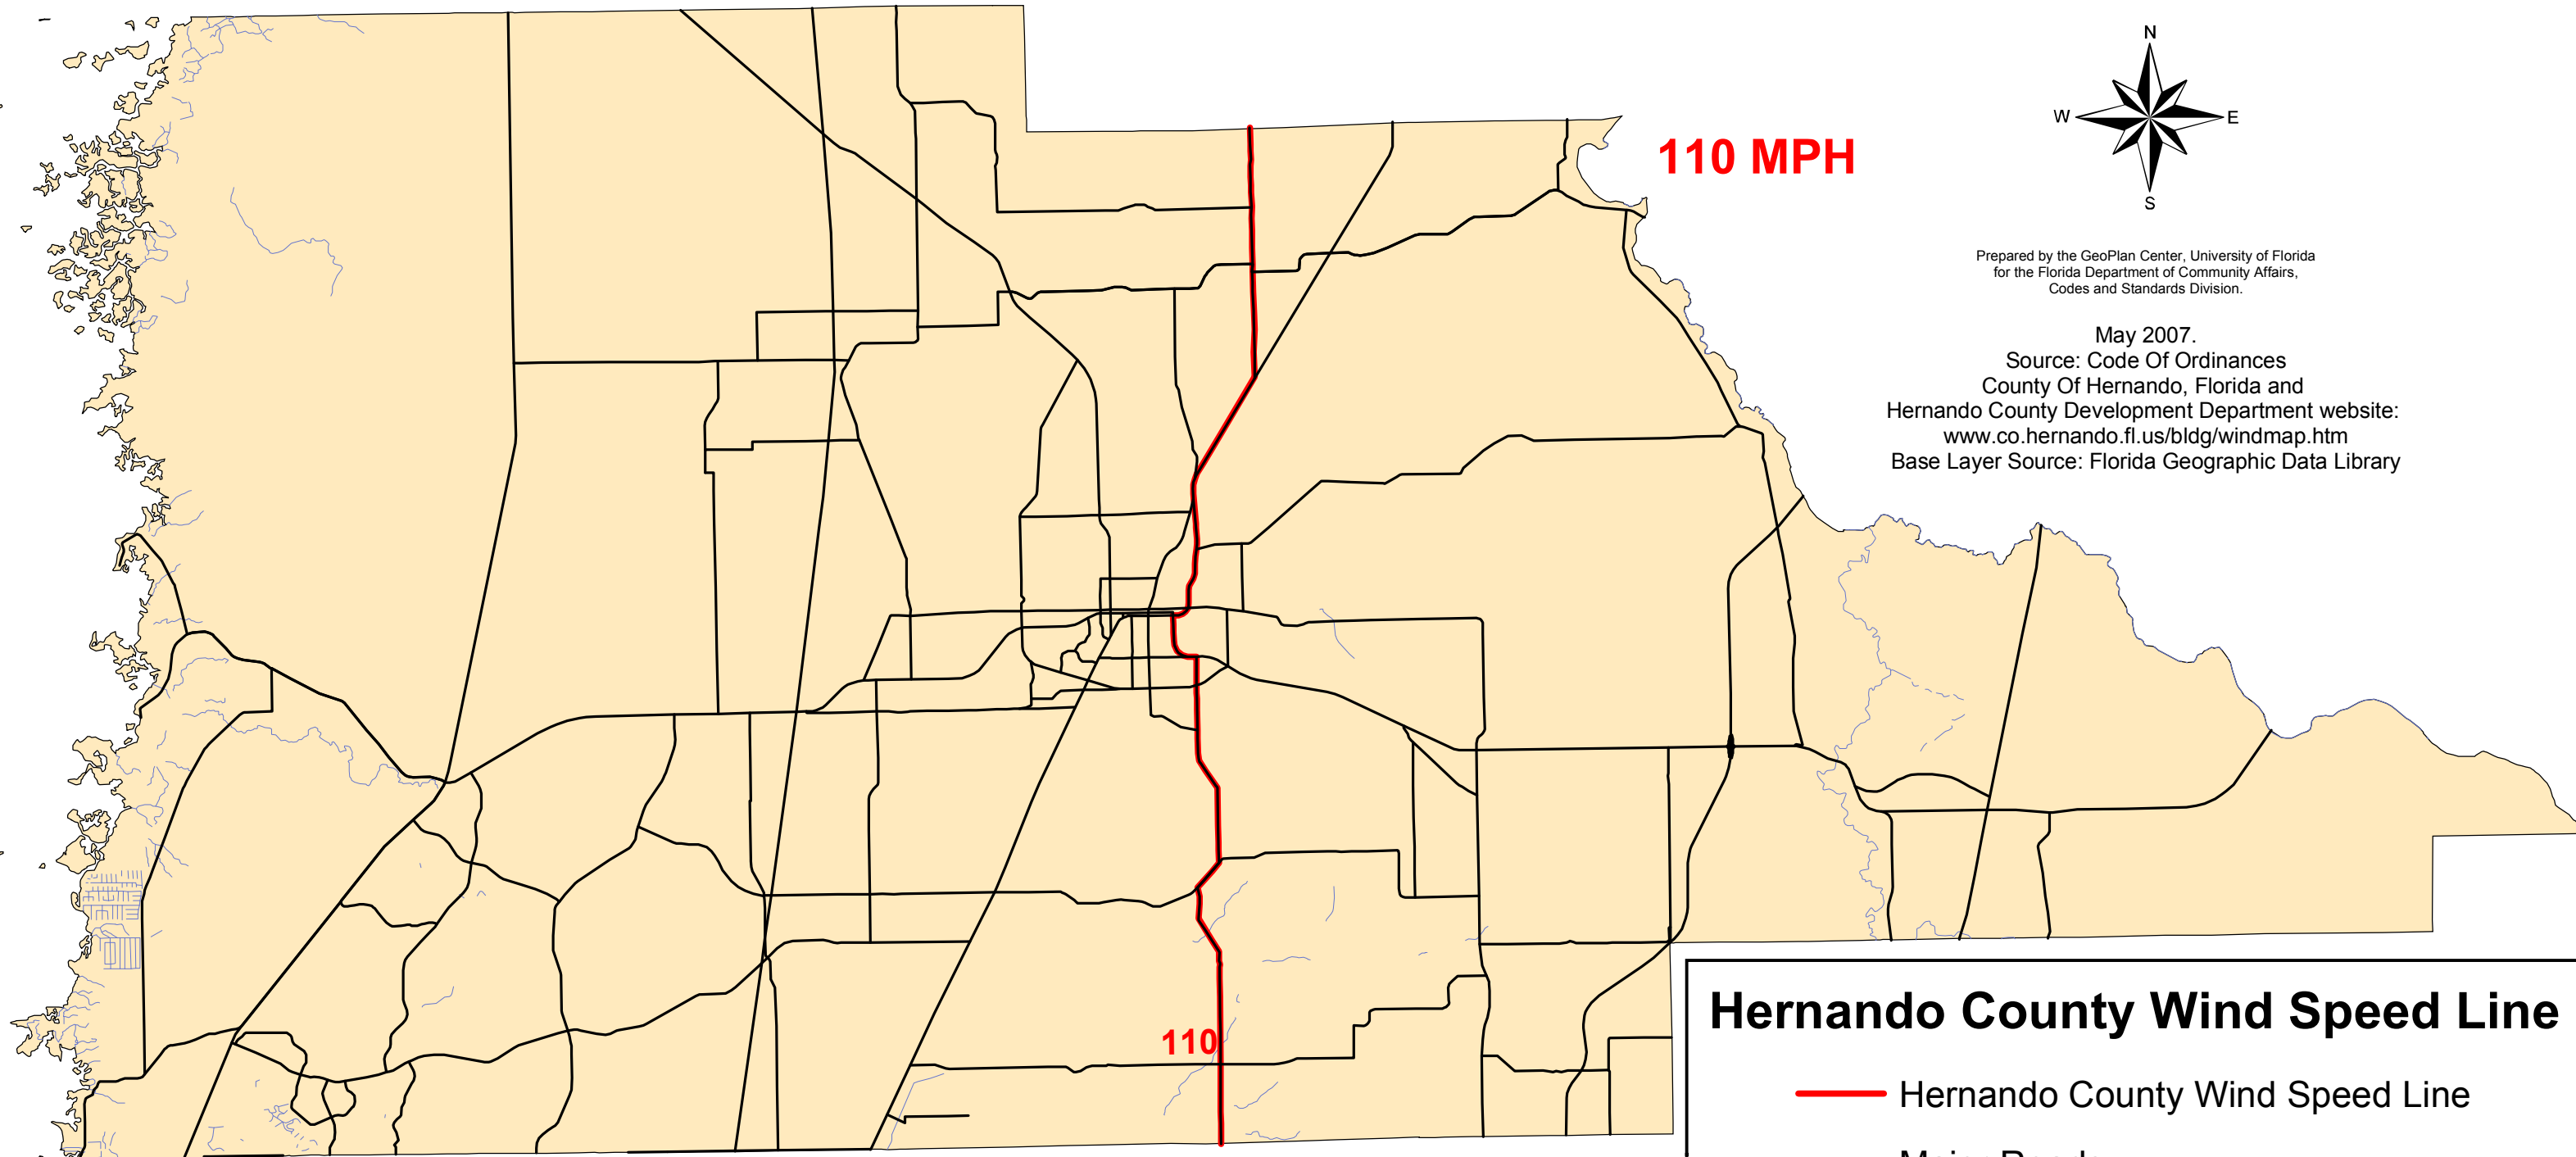 N
W
E
S
110 MPH
Prepared by the GeoPlan Center, University of Florida
for the Florida Department of Community Affairs,
Codes and Standards Division.
May 2007.
Source: Code Of Ordinances
County Of Hernando, Florida and
Hernando County Development Department website:
www.co.hernando.fl.us/bldg/windmap.htm
Base Layer Source: Florida Geographic Data Library
110
Hernando County Wind Speed Line
Hernando County Wind Speed Line
Major Roads